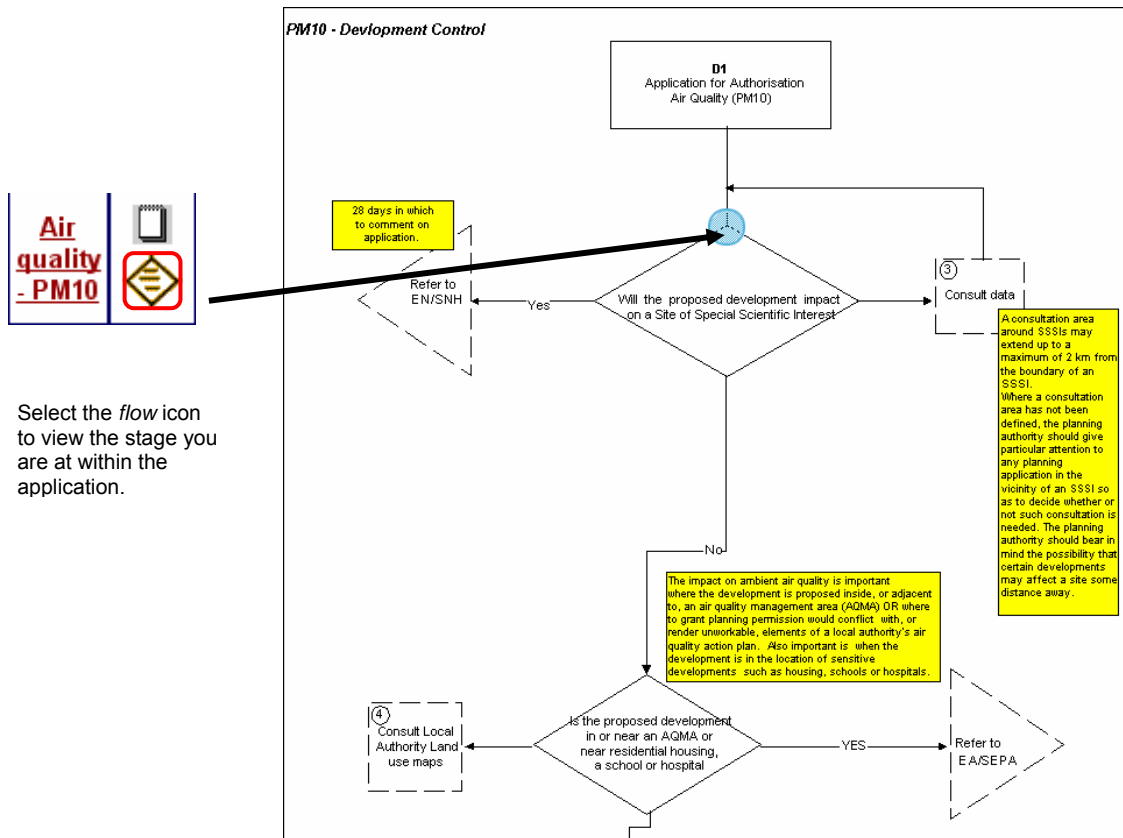 PM10 - Devlopment Control
D1
Application for Authorisation
Air Quality (PM10)
Air
quality
- PM10
28 days in which
to comment on
application.
Refer to
EN/SNH
Yes
Will the proposed development impact
on a Site of Special Scientific Interest
3
Consult data
A consultation area
around SSSIs may
extend up to a
maximum of 2 km from
the boundary of an
SSSI.
Where a consultation
area has not been
defined, the planning
authority should give
particular attention to
any planning
application in the
vicinity of an SSSI so
as to decide whether or
not such consultation is
needed. The planning
authority should bear in
mind the possibility that
certain developments
may affect a site some
distance away.
Select the flow icon
to view the stage you
are at within the
application.
No
The impact on ambient air quality is important
where the development is proposed inside, or adjacent
to, an air quality management area (AQMA) OR where
to grant planning permission would conflict with, or
render unworkable, elements of a local authority's air
quality action plan. Also important is when the
development is in the location of sensitive
developments such as housing, schools or hospitals.
4
Consult Local
Authority Land
use maps
Is the proposed development
in or near an AQMA or
near residential housing,
a school or hospital
YES
Refer to
EA/SEPA